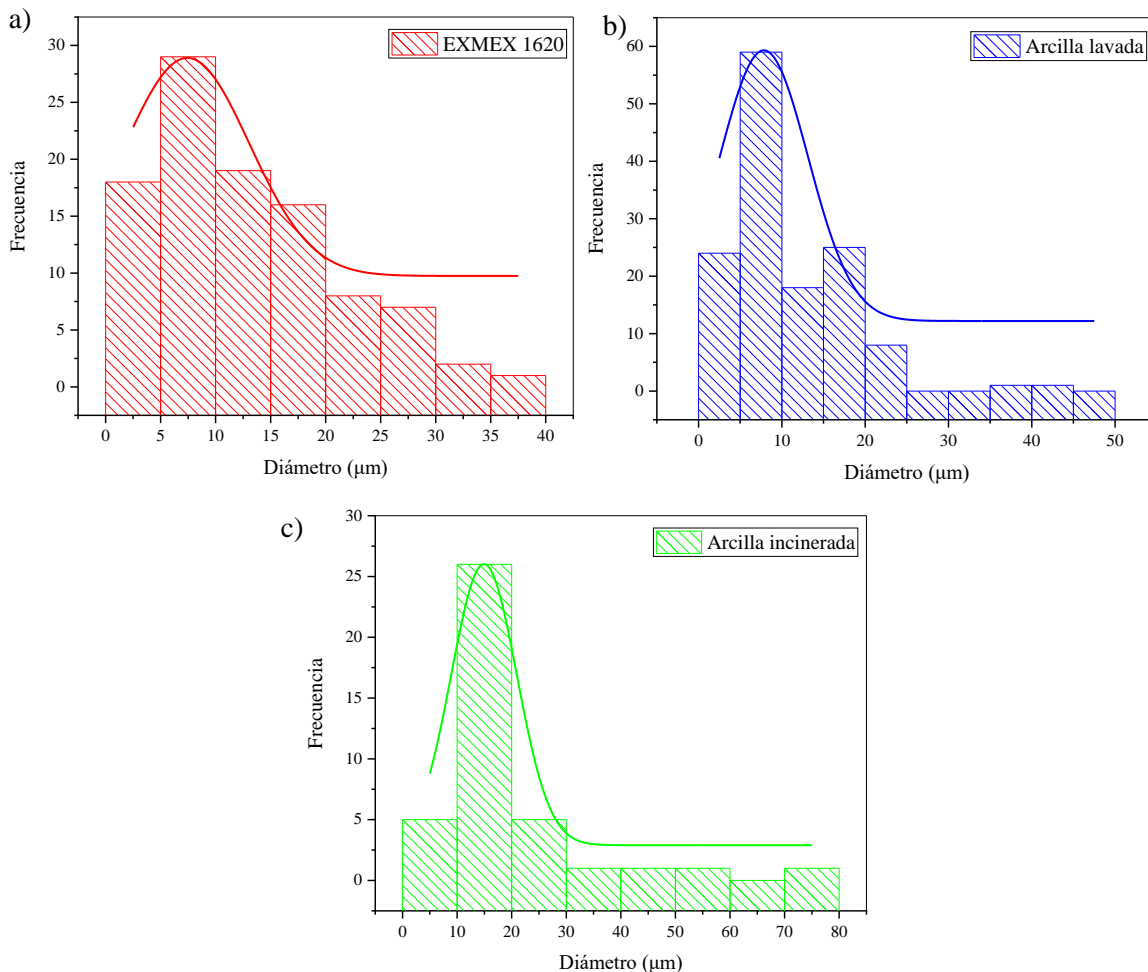 a)
EXMEX 1620
Frecuencia
30
25
20
15
10
5
0
0 5 10 15 20 25 30 35 40
Diámetro (μm)
b)
Arcilla lavada
Frecuencia
60
50
40
30
20
10
0
0 10 20 30 40 50
Diámetro (μm)
c)
Arcilla incinerada
Frecuencia
30
25
20
15
10
5
0
0 10 20 30 40 50 60 70 80
Diámetro (μm)